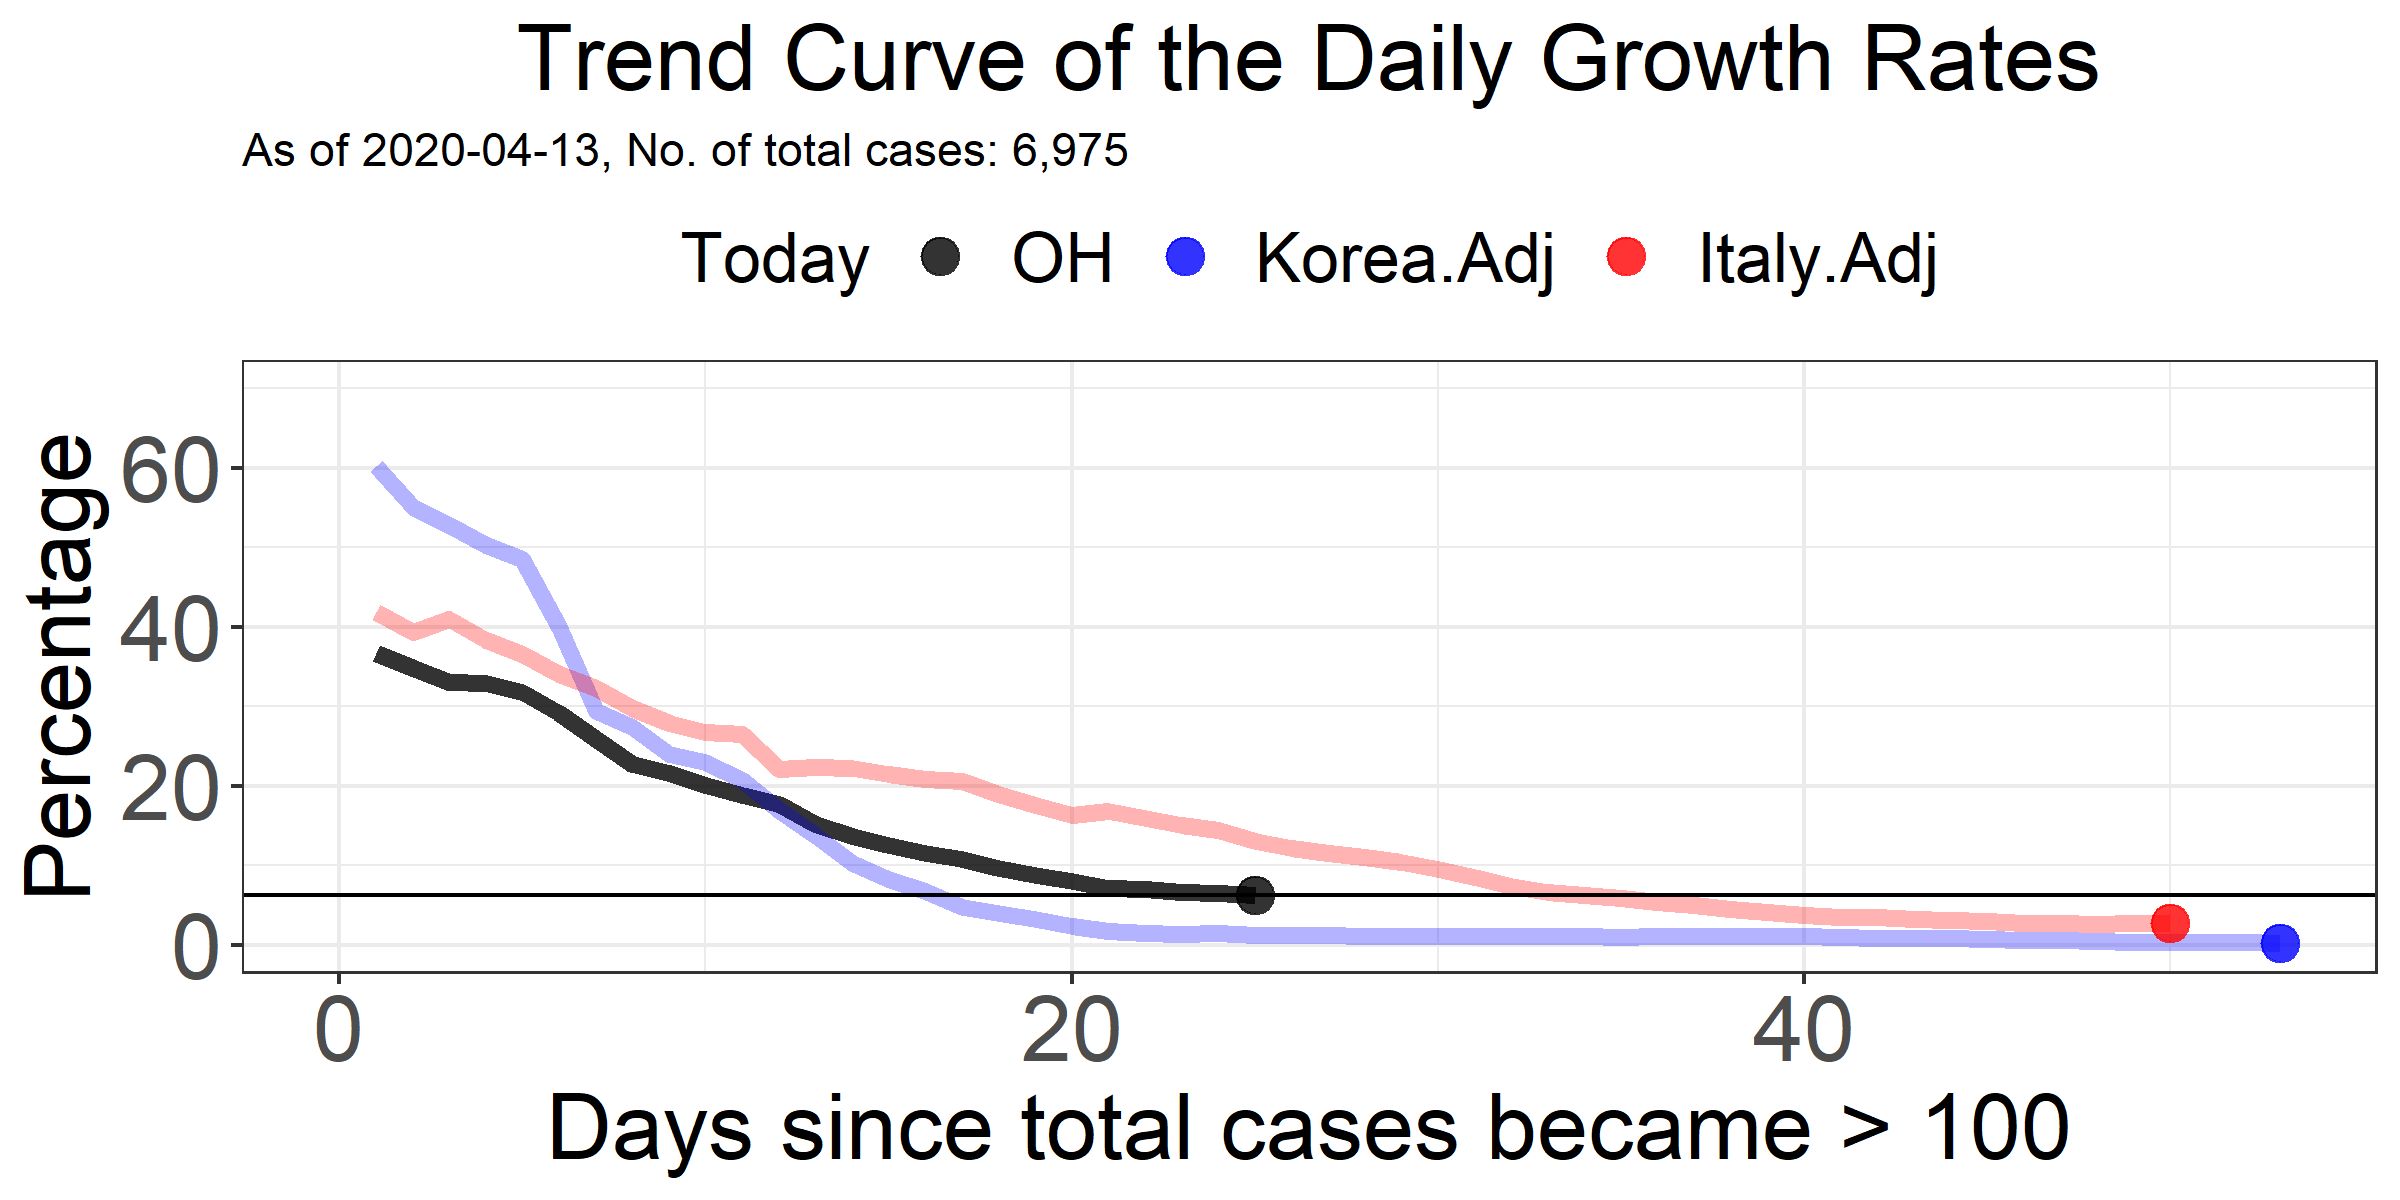 Trend Curve of the Daily Growth Rates
As of 2020-04-13, No. of total cases: 6,975
Today OH Korea.Adj Italy.Adj
Percentage
60
40
20
0
0 20 40
Days since total cases became > 100